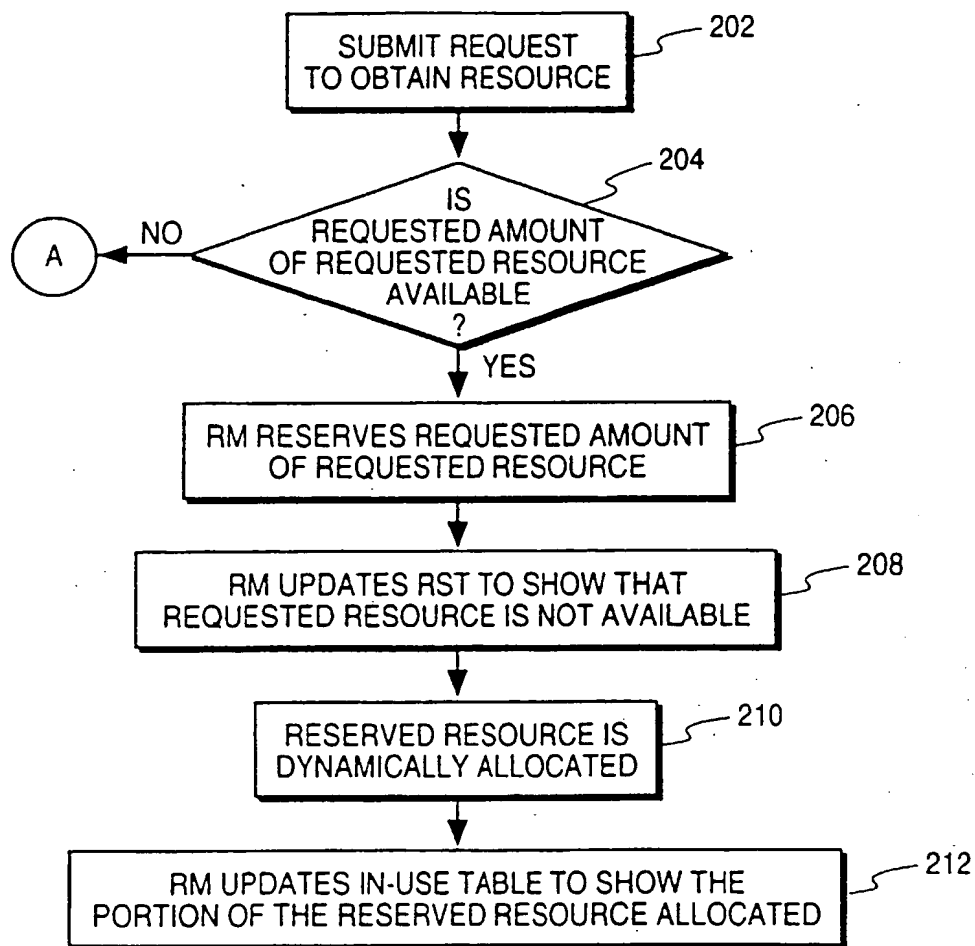 SUBMIT REQUEST
TO OBTAIN RESOURCE
202
204
IS
REQUESTED AMOUNT
OF REQUESTED RESOURCE
AVAILABLE
?
NO
A
YES
RM RESERVES REQUESTED AMOUNT
OF REQUESTED RESOURCE
206
RM UPDATES RST TO SHOW THAT
REQUESTED RESOURCE IS NOT AVAILABLE
208
RESERVED RESOURCE IS
DYNAMICALLY ALLOCATED
210
RM UPDATES IN-USE TABLE TO SHOW THE
PORTION OF THE RESERVED RESOURCE ALLOCATED
212